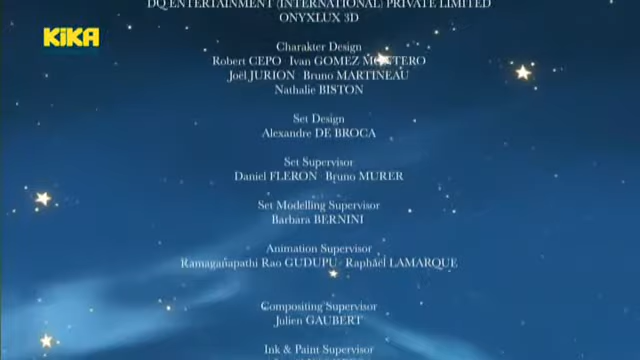 DQ ENTERTAINMENT (INTERNATIONAL) PRIVATE LIMITED
ONYXLUX 3D
KiKA
Charakter Design
Robert CEPO · Ivan GOMEZ MONTERO
Joël JURION · Bruno MARTINEAU
Nathalie BISTON
Set Design
Alexandre DE BROCA
Set Supervisor
Daniel FLERON · Bruno MURER
Set Modelling Supervisor
Barbara BERNINI
Animation Supervisor
Ramaganapathi Rao GUDUPU · Raphaël LAMARQUE
Compositing Supervisor
Julien GAUBERT
Ink & Paint Supervisor